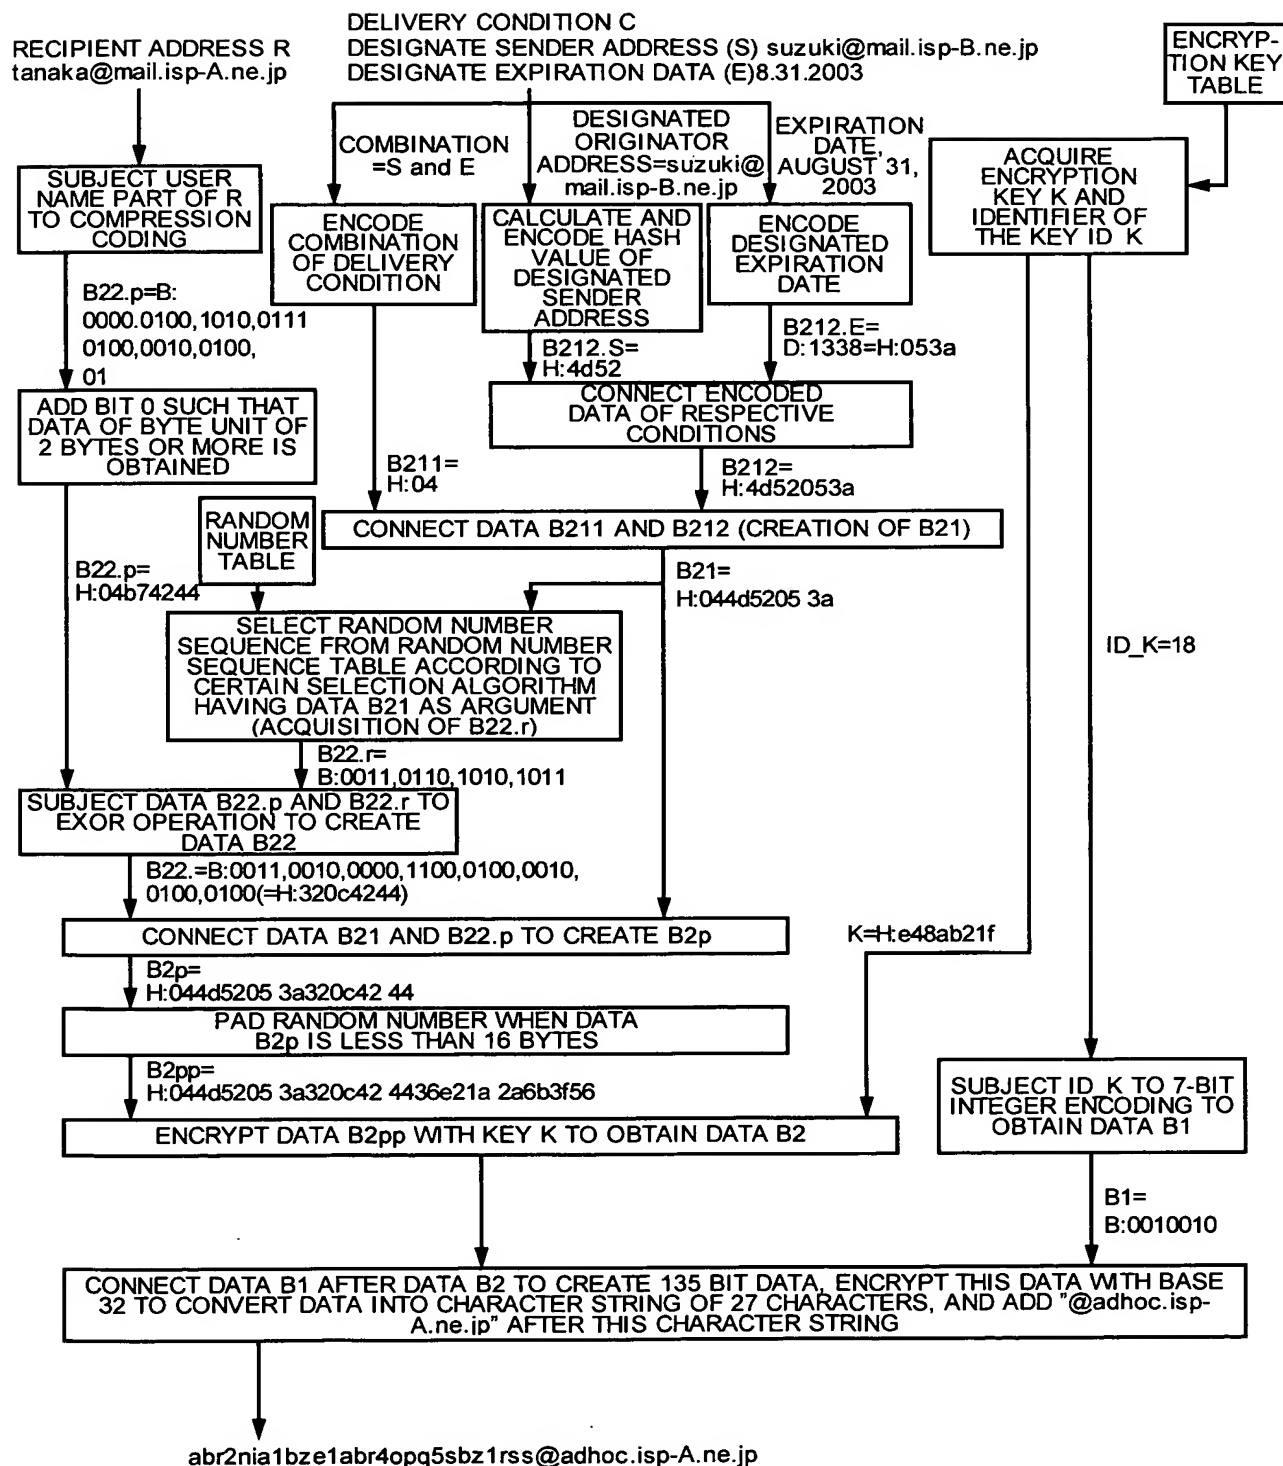 RECIPIENT ADDRESS R
tanaka@mail.isp-A.ne.jp
DELIVERY CONDITION C
DESIGNATE SENDER ADDRESS (S) suzuki@mail.isp-B.ne.jp
DESIGNATE EXPIRATION DATA (E)8.31.2003
ENCRYP-
TION KEY
TABLE
COMBINATION
=S and E
DESIGNATED
ORIGINATOR
ADDRESS=suzuki@
mail.isp-B.ne.jp
EXPIRATION
DATE,
AUGUST 31,
2003
SUBJECT USER
NAME PART OF R
TO COMPRESSION
CODING
ENCODE
COMBINATION
OF DELIVERY
CONDITION
CALCULATE AND
ENCODE HASH
VALUE OF
DESIGNATED
SENDER
ADDRESS
ENCODE
DESIGNATED
EXPIRATION
DATE
ACQUIRE
ENCRYPTION
KEY K AND
IDENTIFIER OF
THE KEY ID_K
B22.p=B:
0000.0100,1010,0111
0100,0010,0100,
01
B212.S=
H:4d52
B212.E=
D:1338=H:053a
ADD BIT 0 SUCH THAT
DATA OF BYTE UNIT OF
2 BYTES OR MORE IS
OBTAINED
CONNECT ENCODED
DATA OF RESPECTIVE
CONDITIONS
B211=
H:04
B212=
H:4d52053a
RANDOM
NUMBER
TABLE
CONNECT DATA B211 AND B212 (CREATION OF B21)
B22.p=
H:04b74244
B21=
H:044d5205 3a
SELECT RANDOM NUMBER
SEQUENCE FROM RANDOM NUMBER
SEQUENCE TABLE ACCORDING TO
CERTAIN SELECTION ALGORITHM
HAVING DATA B21 AS ARGUMENT
(ACQUISITION OF B22.r)
ID_K=18
B22.r=
B:0011,0110,1010,1011
SUBJECT DATA B22.p AND B22.r TO
EXOR OPERATION TO CREATE
DATA B22
B22.=B:0011,0010,0000,1100,0100,0010,
0100,0100(=H:320c4244)
CONNECT DATA B21 AND B22.p TO CREATE B2p
K=H:e48ab21f
B2p=
H:044d5205 3a320c42 44
PAD RANDOM NUMBER WHEN DATA
B2p IS LESS THAN 16 BYTES
B2pp=
H:044d5205 3a320c42 4436e21a 2a6b3f56
SUBJECT ID_K TO 7-BIT
INTEGER ENCODING TO
OBTAIN DATA B1
ENCRYPT DATA B2pp WITH KEY K TO OBTAIN DATA B2
B1=
B:0010010
CONNECT DATA B1 AFTER DATA B2 TO CREATE 135 BIT DATA, ENCRYPT THIS DATA WITH BASE
32 TO CONVERT DATA INTO CHARACTER STRING OF 27 CHARACTERS, AND ADD "@adhoc.isp-
A.ne.jp" AFTER THIS CHARACTER STRING
abr2nia1bze1abr4opq5sbz1rss@adhoc.isp-A.ne.jp